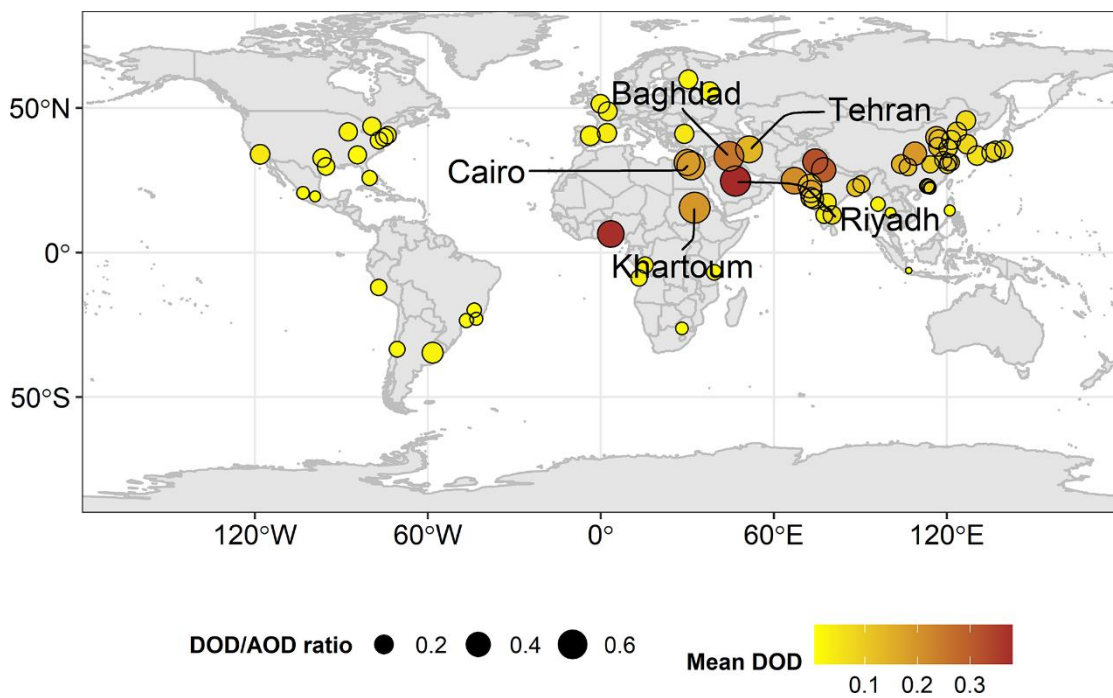 50°N
0°
50°S
Baghdad
Tehran
Cairo
Riyadh
Khartoum
120°W 60°W 0° 60°E 120°E
DOD/AOD ratio 0.2 0.4 0.6
Mean DOD
0.1 0.2 0.3